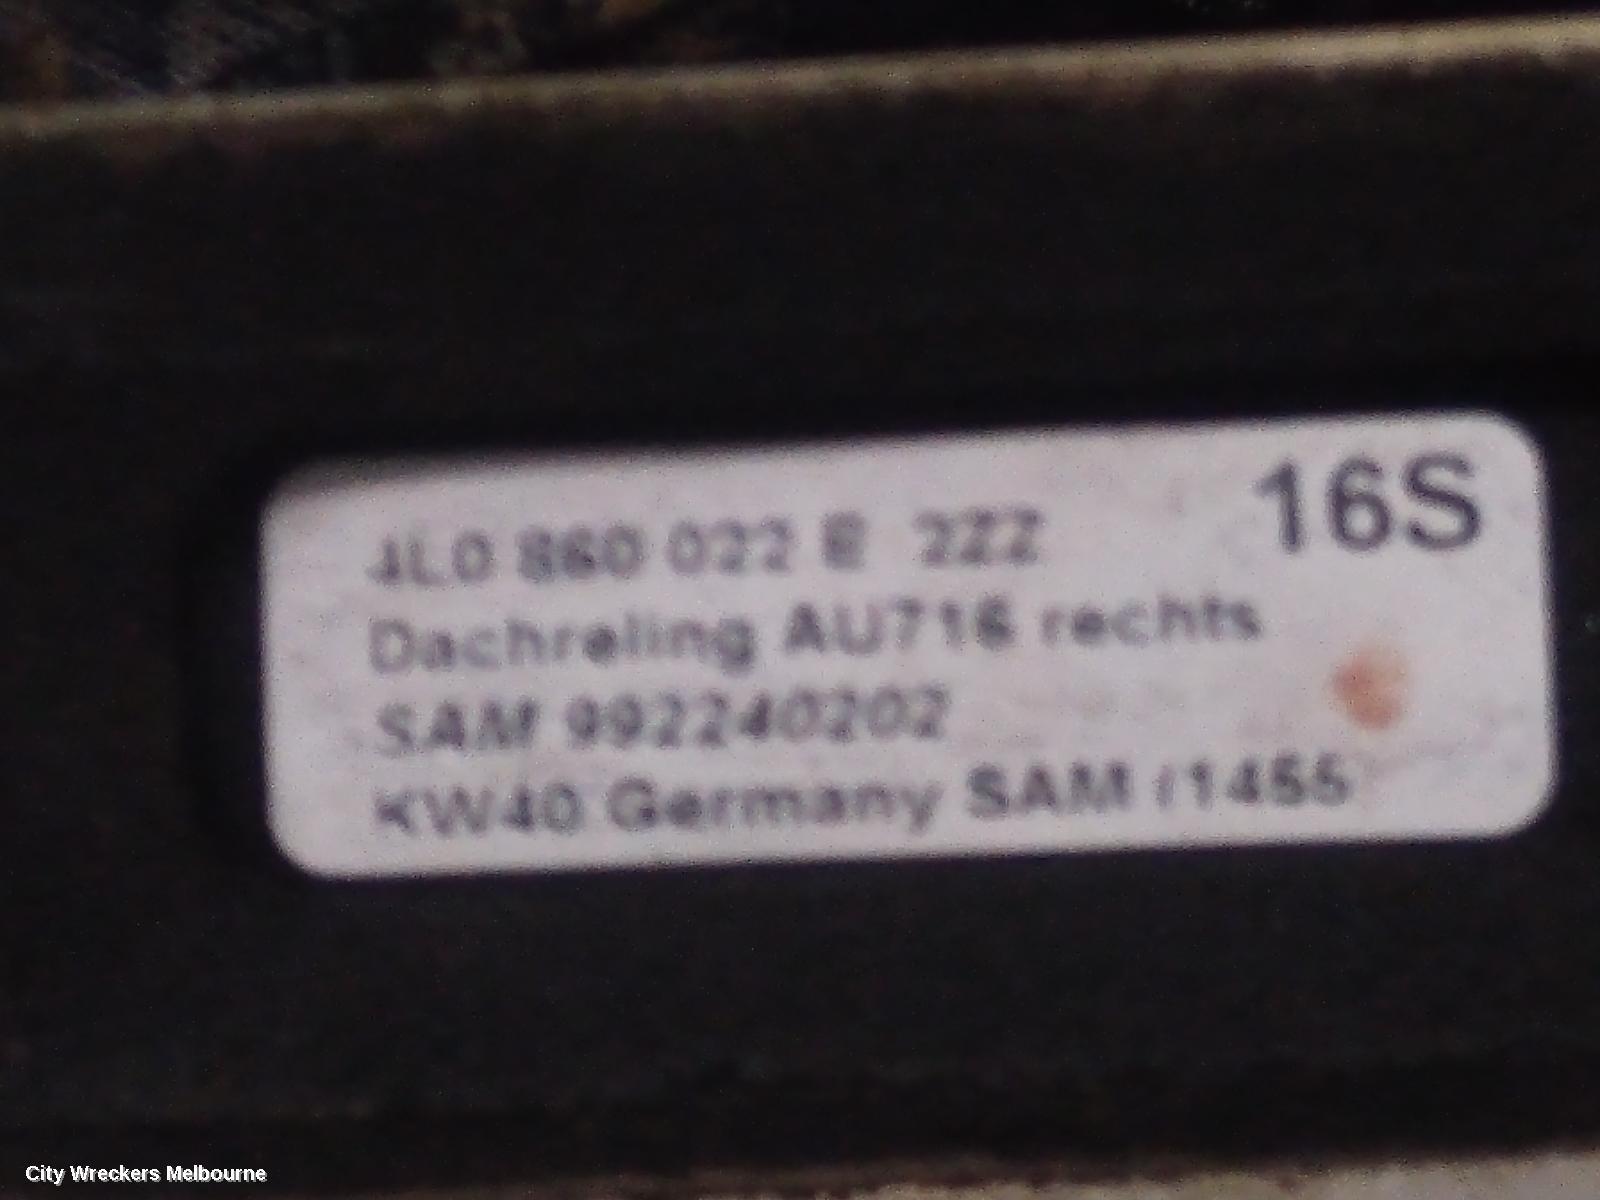 16S
4L0 860 022 E 2ZZ
Dachreling AU716 rechts
SAM 992240202
KW40 Germany SAM /1455
City Wreckers Melbourne